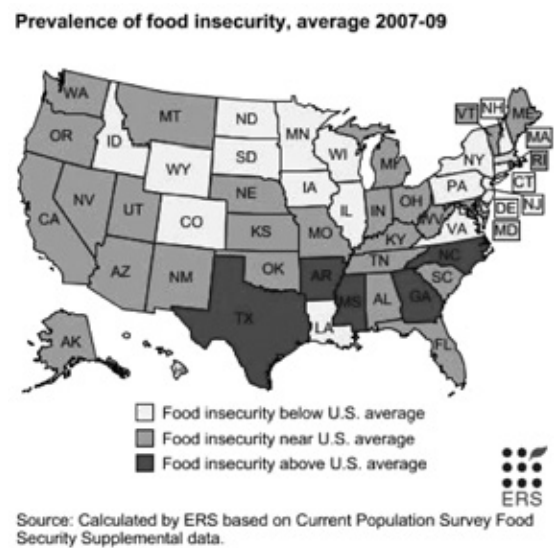 Prevalence of food insecurity, average 2007-09
WA
MT
ND
MN
VT
NH
ME
OR
ID
SD
WI
MI
NY
MA
RI
WY
IA
PA
CT
NV
NE
IL
IN
OH
NJ
UT
CO
DE
CA
KS
MO
WV
VA
MD
KY
AZ
NM
OK
TN
NC
AR
SC
TX
MS
AL
GA
LA
AK
FL
HI
Food insecurity below U.S. average
Food insecurity near U.S. average
Food insecurity above U.S. average
ERS
Source: Calculated by ERS based on Current Population Survey Food
Security Supplemental data.